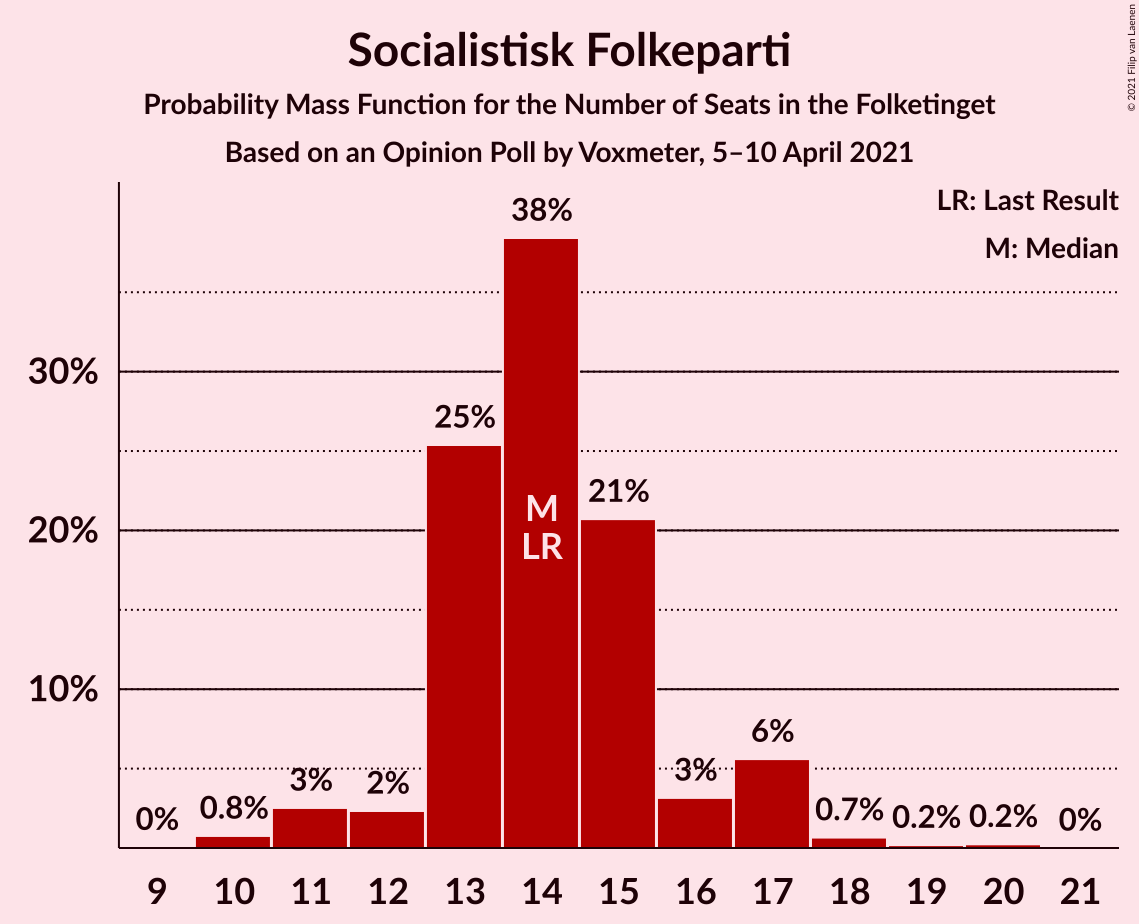 Socialistisk Folkeparti
Probability Mass Function for the Number of Seats in the Folketinget
Based on an Opinion Poll by Voxmeter, 5–10 April 2021
© 2021 Filip van Laenen
LR: Last Result
M: Median
38%
30%
25%
21%
M
LR
20%
10%
6%
3%
3%
2%
0.8%
0.7%
0.2%
0.2%
0%
0%
9 10 11 12 13 14 15 16 17 18 19 20 21